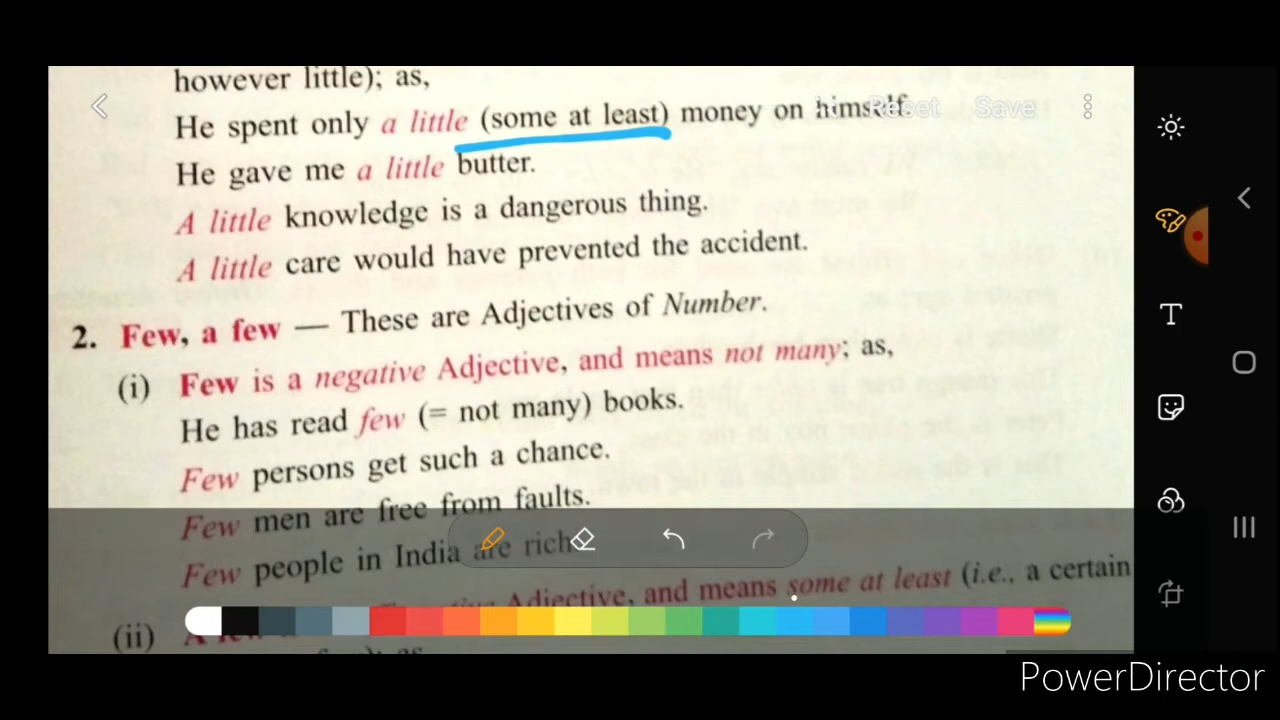 however little); as,
He spent only a little (some at least) money on himself.
Reset Save
He gave me a little butter.
A little knowledge is a dangerous thing.
A little care would have prevented the accident.
2. Few, a few — These are Adjectives of Number.
(i) Few is a negative Adjective, and means not many; as,
He has read few (= not many) books.
Few persons get such a chance.
Few men are free from faults.
Few people in India are rich.
Adjective, and means some at least (i.e., a certain
(ii) A few
as
T
PowerDirector